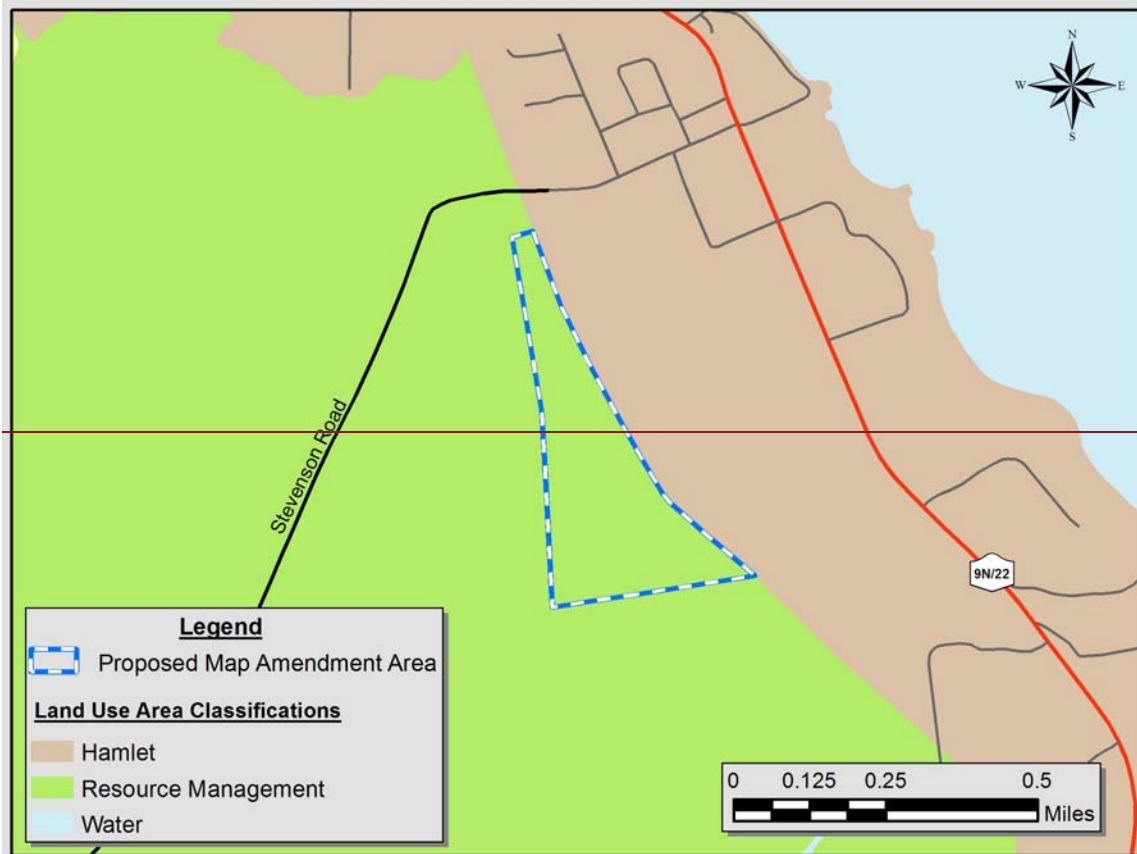 N
W E
S
Stevenson Road
9N/22
Legend
Proposed Map Amendment Area
Land Use Area Classifications
Hamlet
Resource Management
Water
0 0.125 0.25 0.5
Miles